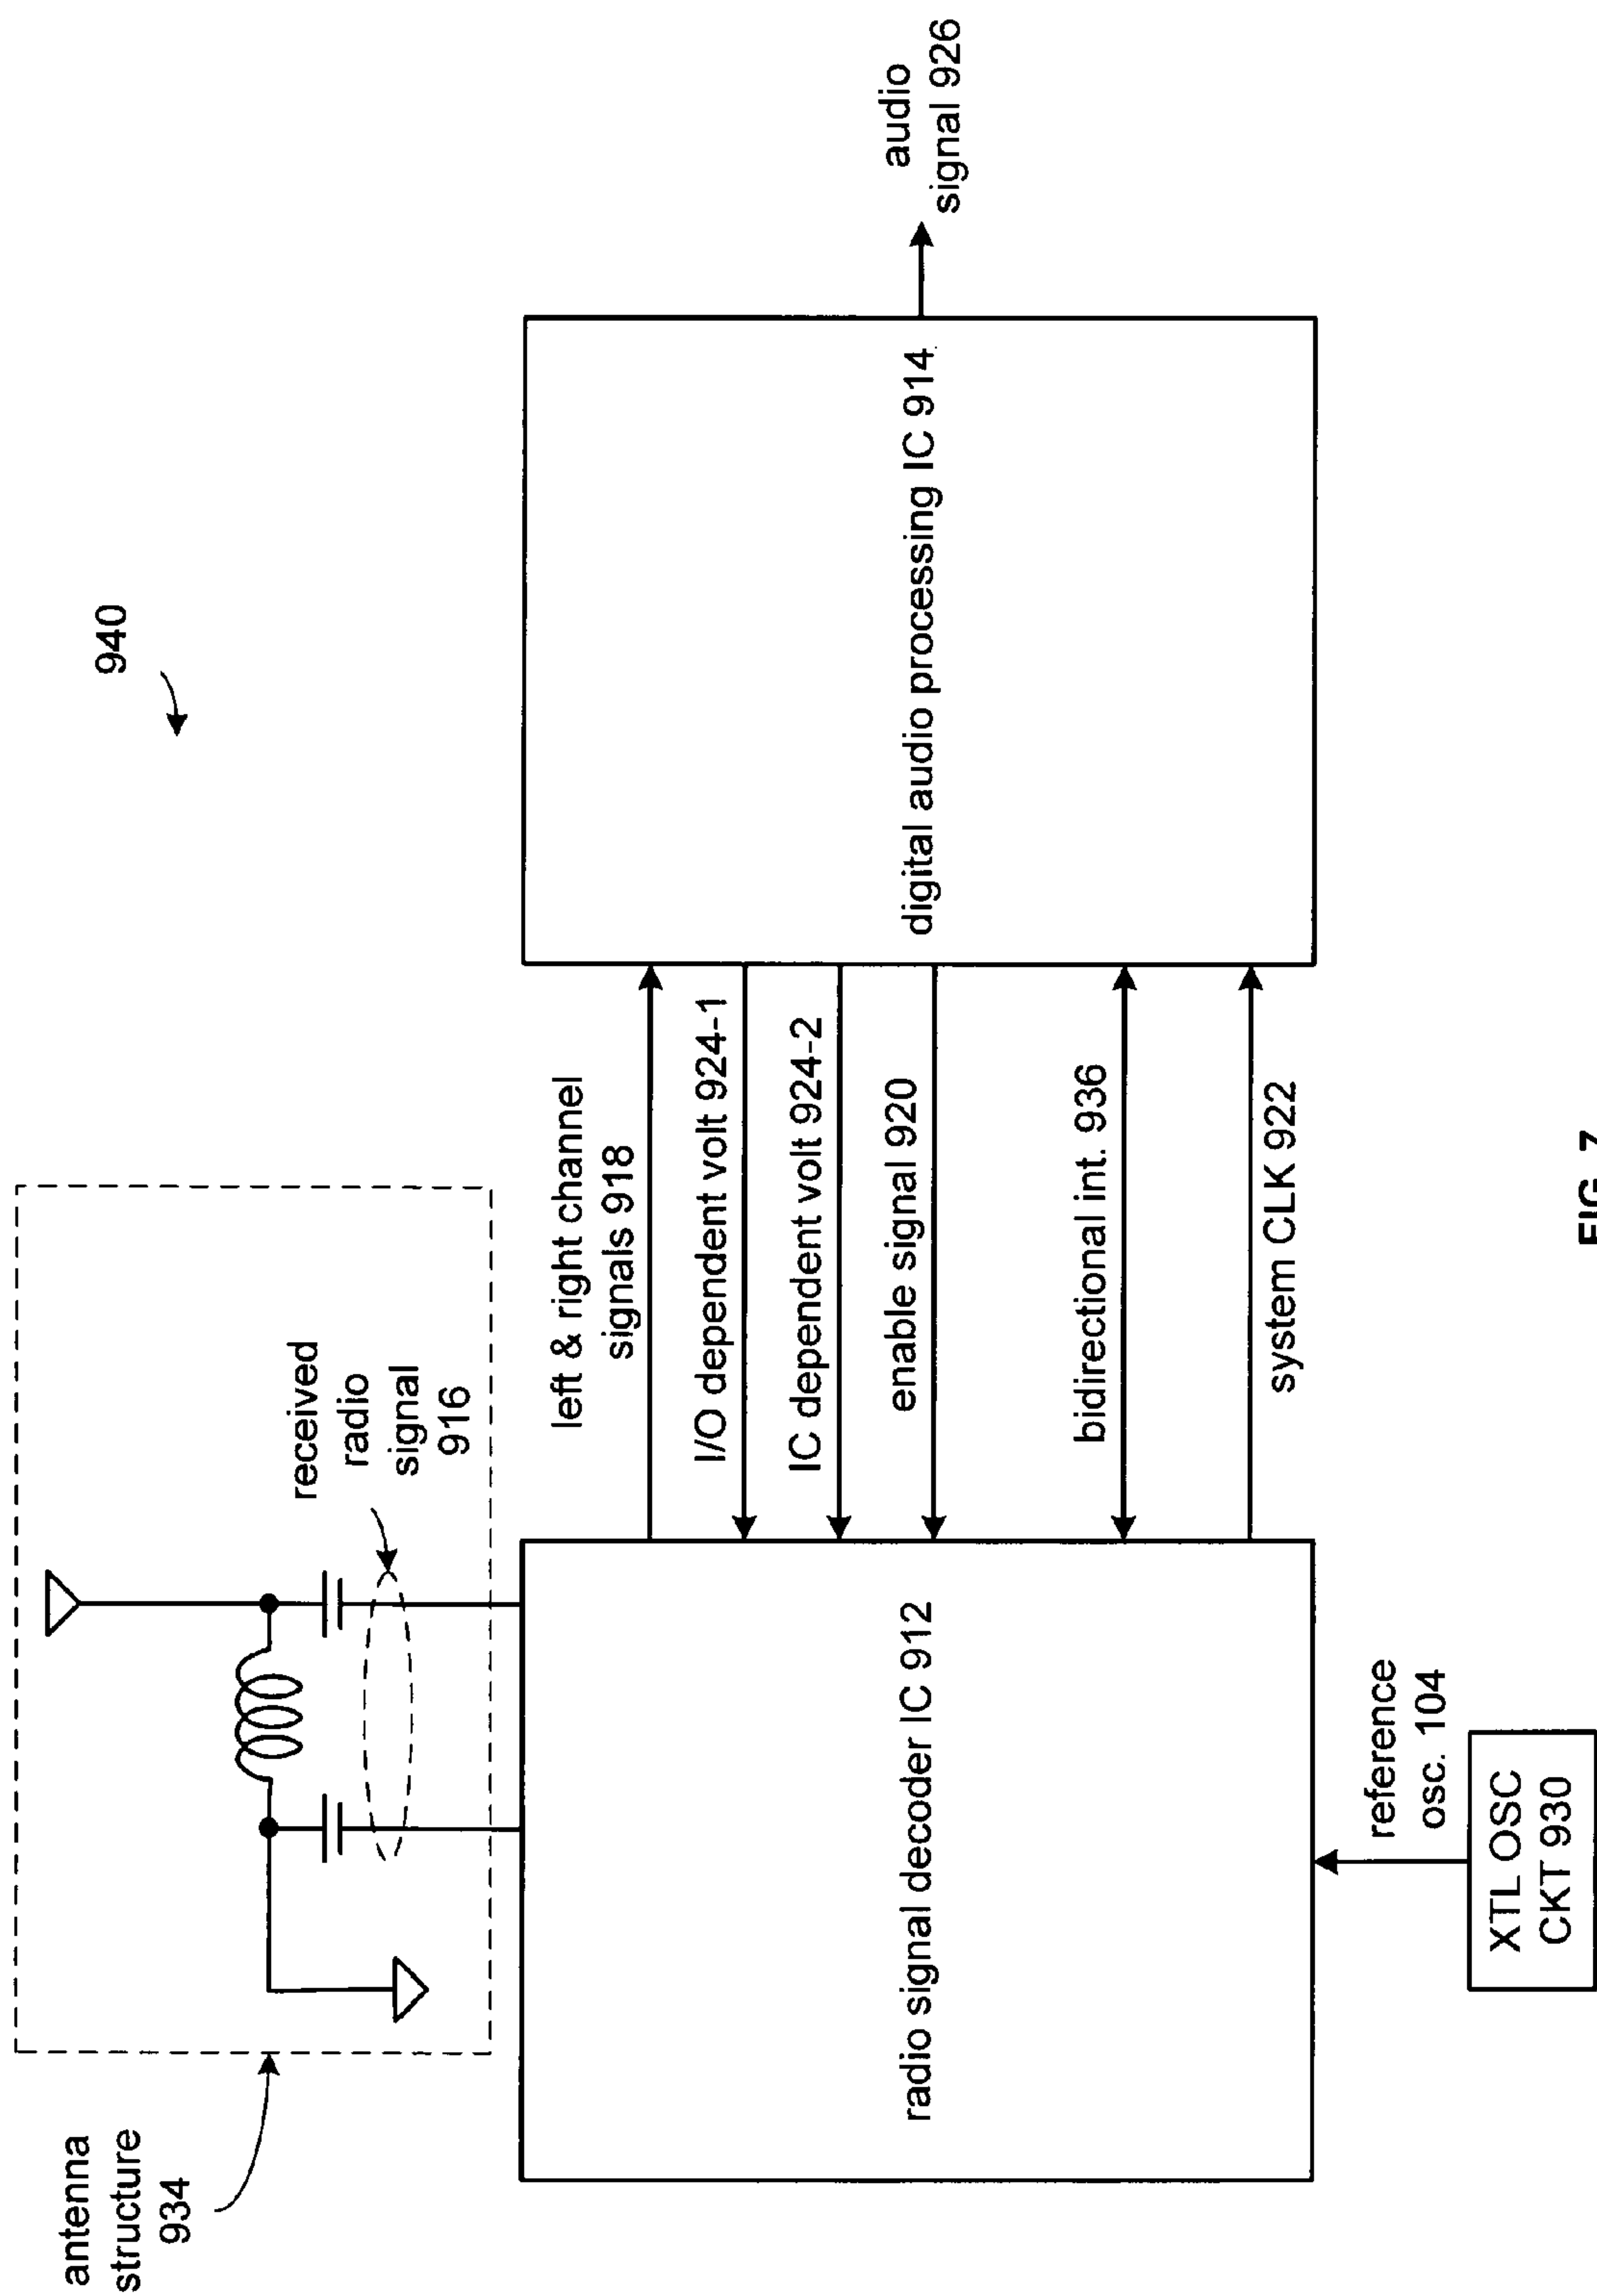 940
antenna
structure
934
received
radio
signal
916
left & right channel
signals 918
I/O dependent volt 924-1
IC dependent volt 924-2
enable signal 920
bidirectional int. 936
system CLK 922
radio signal decoder IC 912
digital audio processing IC 914
audio
signal 926
reference
osc. 104
XTL OSC
CKT 930
FIG. 7